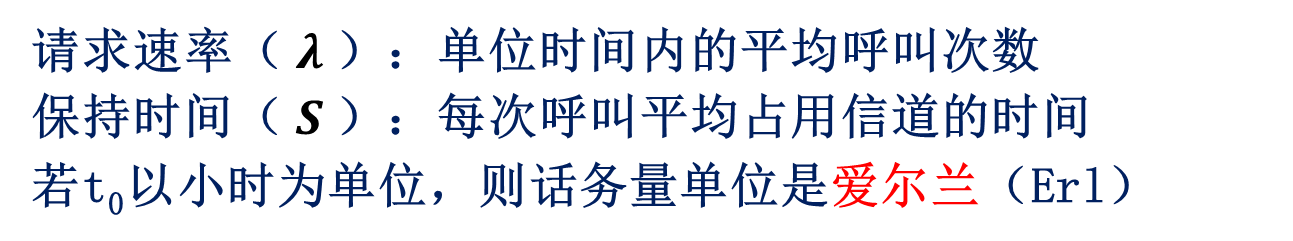 请求速率（λ）：单位时间内的平均呼叫次数
保持时间（S）：每次呼叫平均占用信道的时间
若t₀以小时为单位，则话务量单位是爱尔兰（Erl）